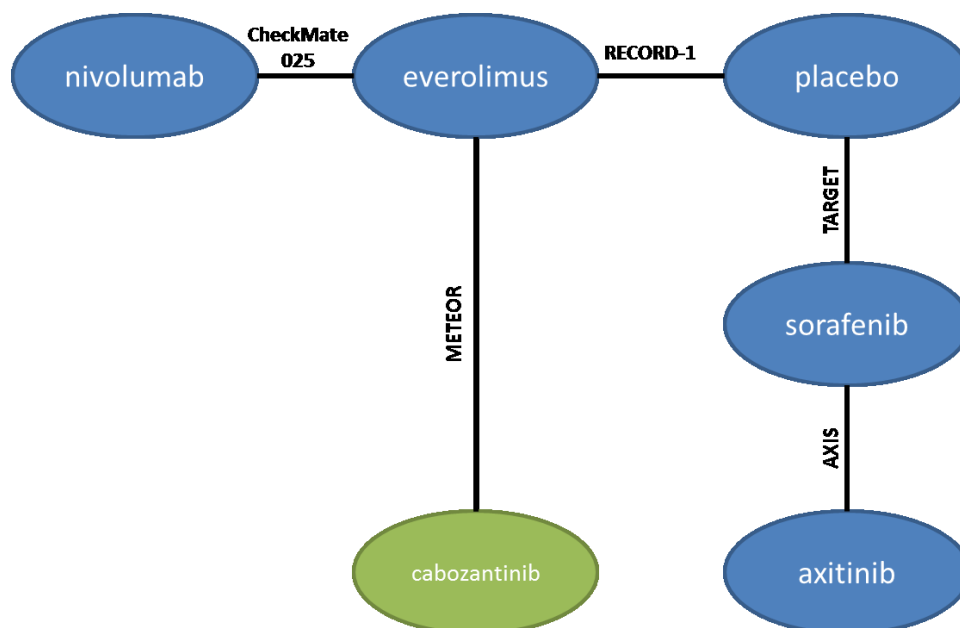 CheckMate
025
RECORD-1
nivolumab
everolimus
placebo
TARGET
METEOR
sorafenib
AXIS
cabozantinib
axitinib